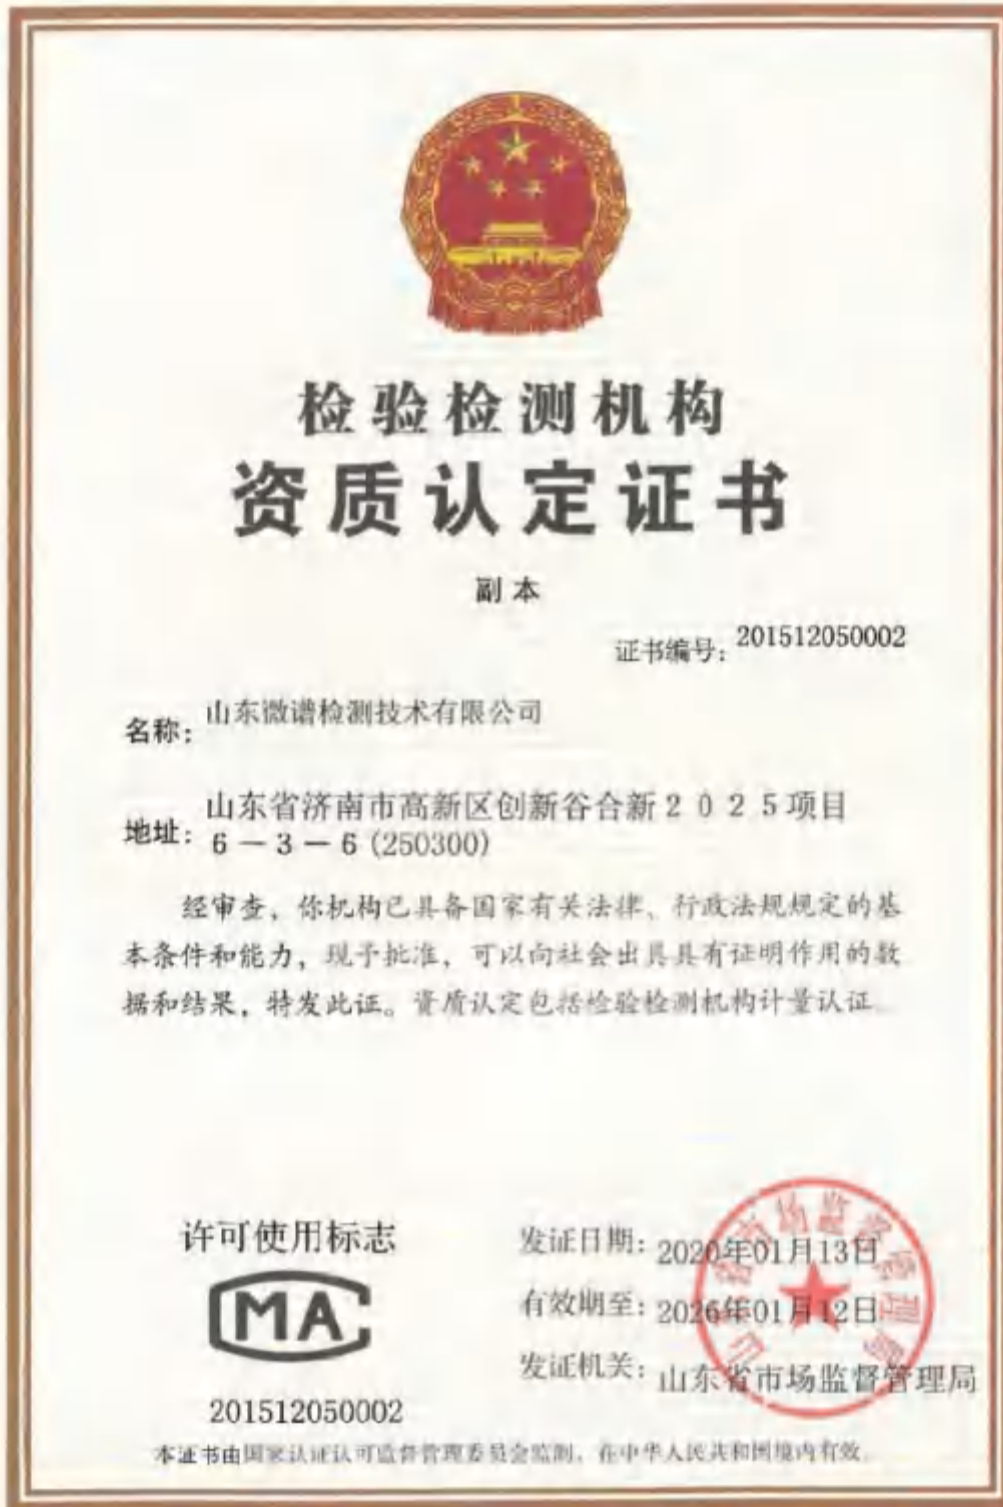 检验检测机构
资质认定证书
副本
证书编号：201512050002
名称：山东微谱检测技术有限公司
地址：山东省济南市高新区创新谷合新2025项目
6－3－6(250300)
经审查，你机构已具备国家有关法律、行政法规规定的基
本条件和能力，现予批准，可以向社会出具具有证明作用的数
据和结果，特发此证。资质认定包括检验检测机构计量认证。
许可使用标志
MA
201512050002
发证日期：2020年01月13日
有效期至：2026年01月12日
发证机关：山东省市场监督管理局
山东省市场监督管理局
本证书由国家认证认可监督管理委员会监制，在中华人民共和国境内有效。